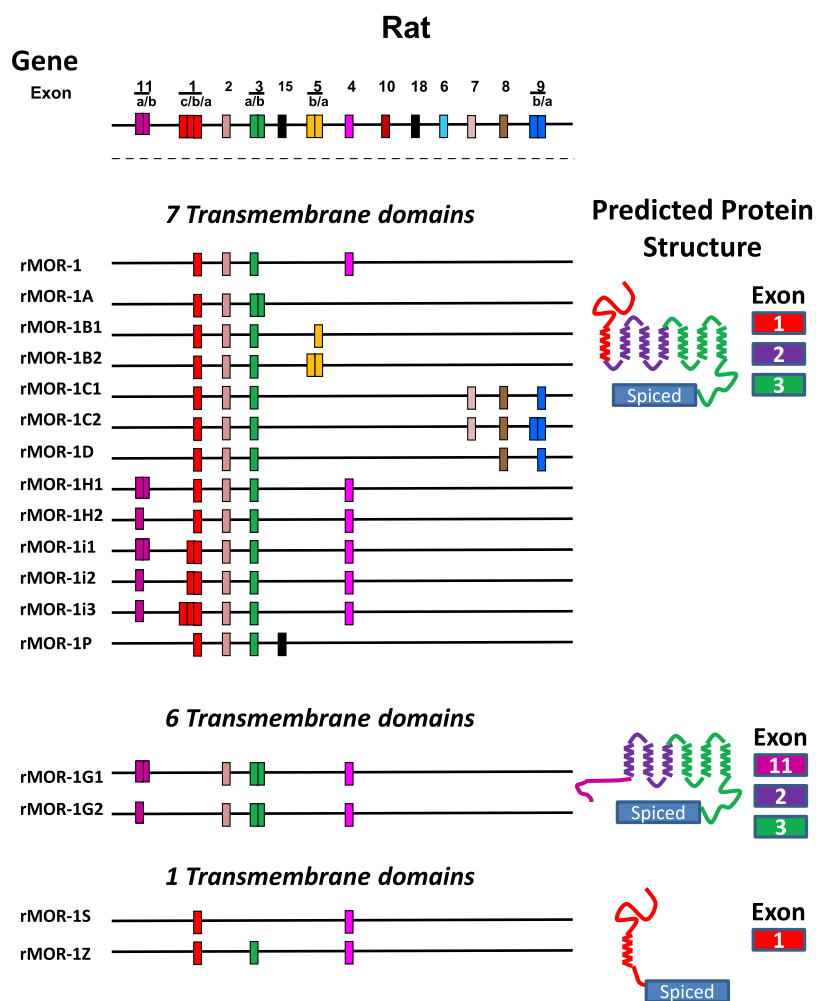 Rat
Gene
Exon
11 1 2 3 15 5 4 10 18 6 7 8 9
a/b c/b/a a/b b/a b/a
7 Transmembrane domains
Predicted Protein
Structure
rMOR-1
rMOR-1A
rMOR-1B1
rMOR-1B2
rMOR-1C1
rMOR-1C2
rMOR-1D
rMOR-1H1
rMOR-1H2
rMOR-1i1
rMOR-1i2
rMOR-1i3
rMOR-1P
Exon
1
2
3
Spiced
6 Transmembrane domains
rMOR-1G1
rMOR-1G2
Exon
11
2
3
Spiced
1 Transmembrane domains
rMOR-1S
rMOR-1Z
Exon
1
Spiced